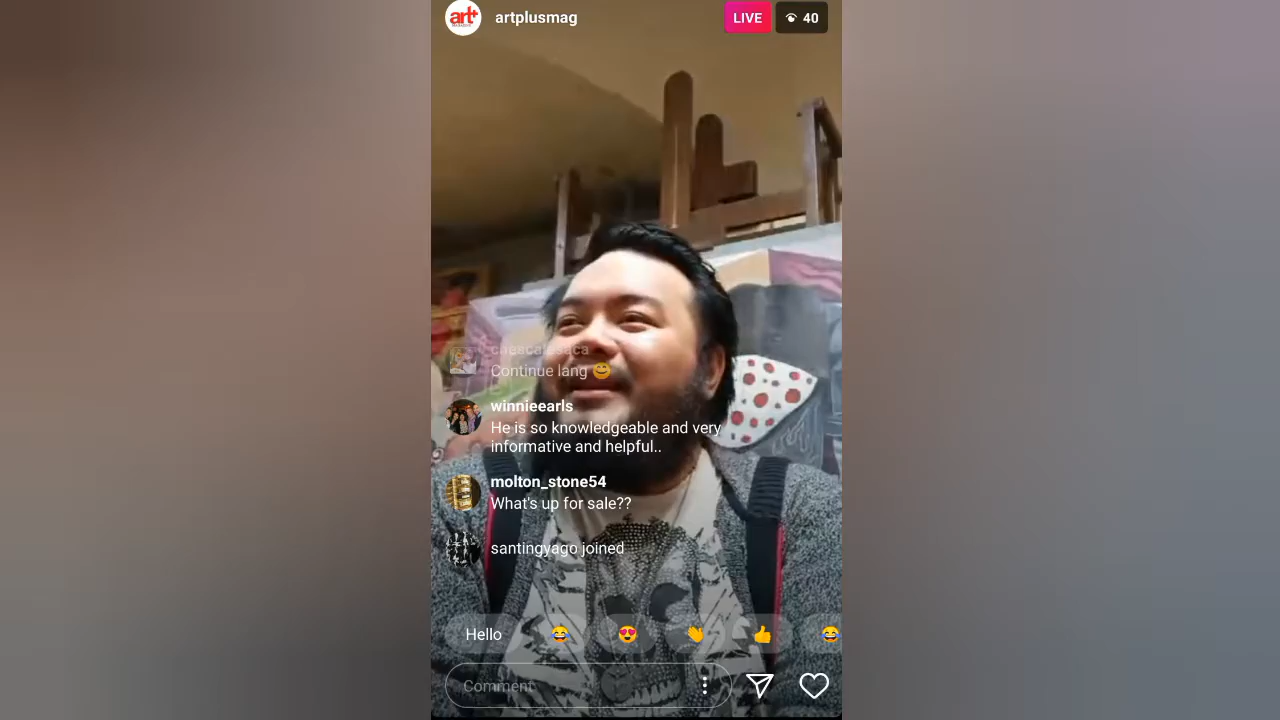 art+
MAGAZINE
artplusmag
LIVE
40
Continue lang 😊
winnieearls
He is so knowledgeable and very
informative and helpful..
molton_stone54
What's up for sale??
santingyago joined
Hello
Comment